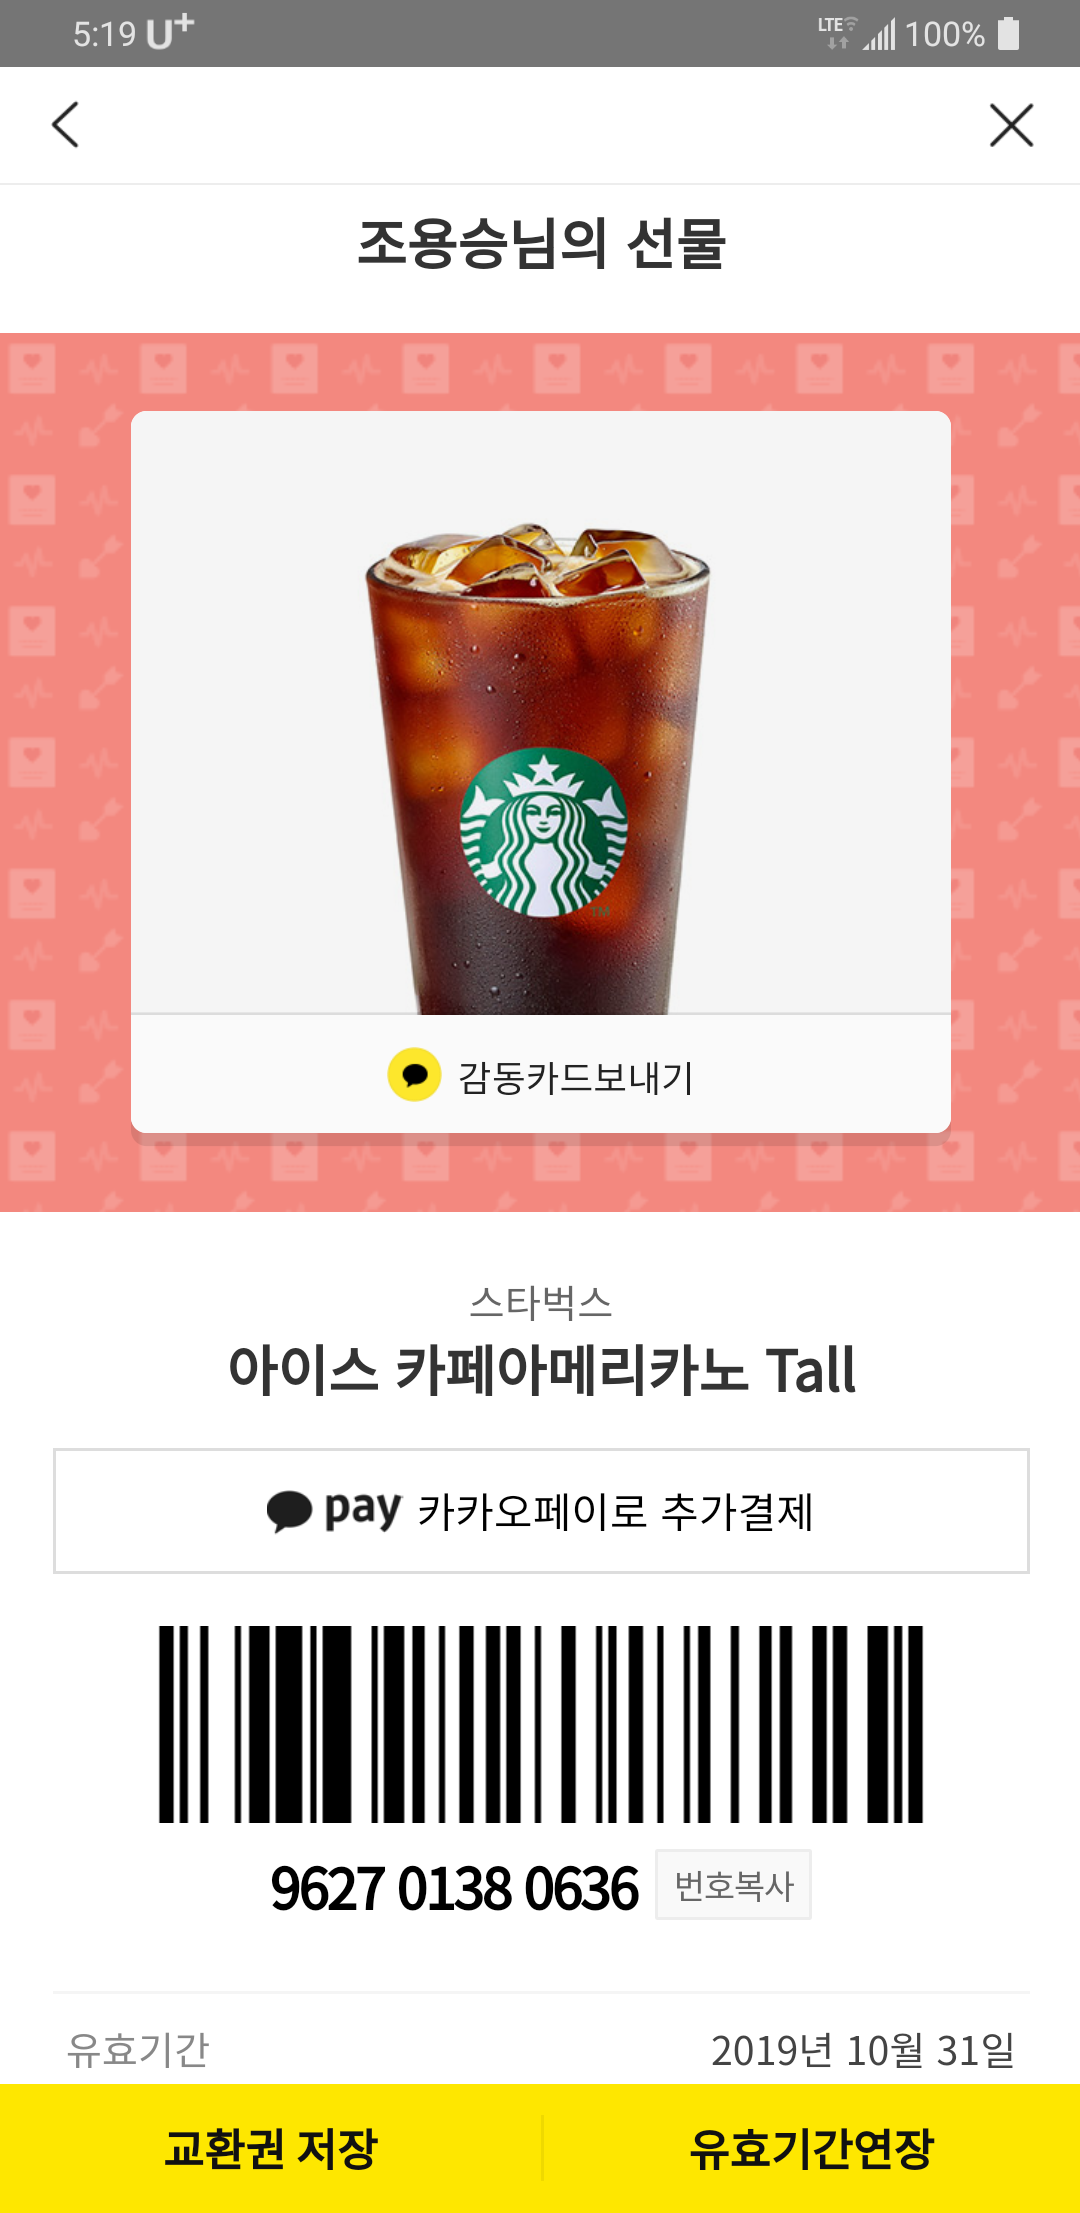 5:19 U+ LTE 100%
조용승님의 선물
TM
감동카드보내기
스타벅스
아이스 카페아메리카노 Tall
pay 카카오페이로 추가결제
9627 0138 0636 번호복사
유효기간 2019년 10월 31일
교환권 저장 유효기간연장